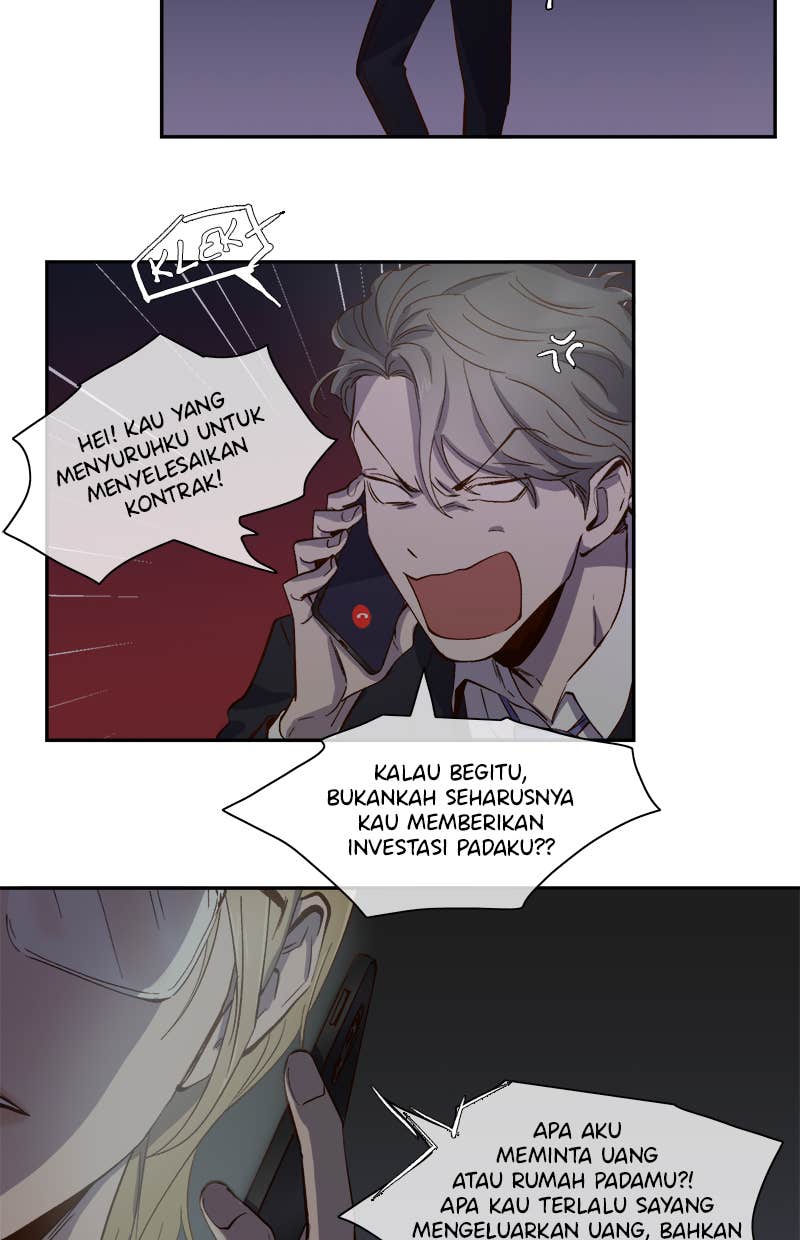 KLEK
HEI! KAU YANG
MENYURUHKU UNTUK
MENYELESAIKAN
KONTRAK!
KALAU BEGITU,
BUKANKAH SEHARUSNYA
KAU MEMBERIKAN
INVESTASI PADAKU??
APA AKU
MEMINTA UANG
ATAU RUMAH PADAMU?!
APA KAU TERLALU SAYANG
MENGELUARKAN UANG, BAHKAN